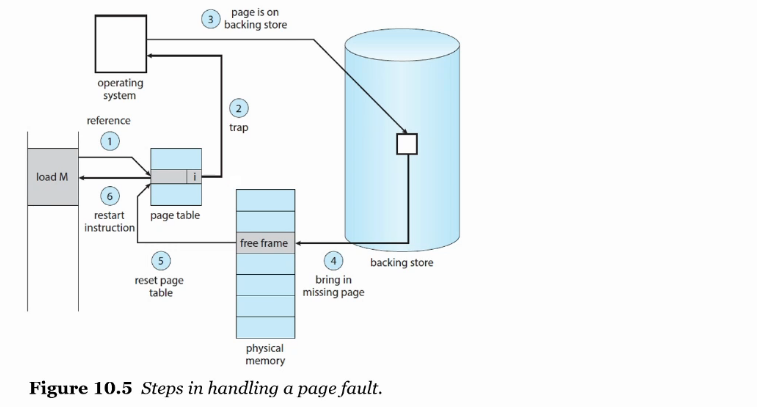 3
page is on
backing store
operating
system
2
trap
reference
1
load M
i
6
restart
instruction
page table
free frame
5
reset page
table
4
bring in
missing page
backing store
physical
memory
Figure 10.5 Steps in handling a page fault.